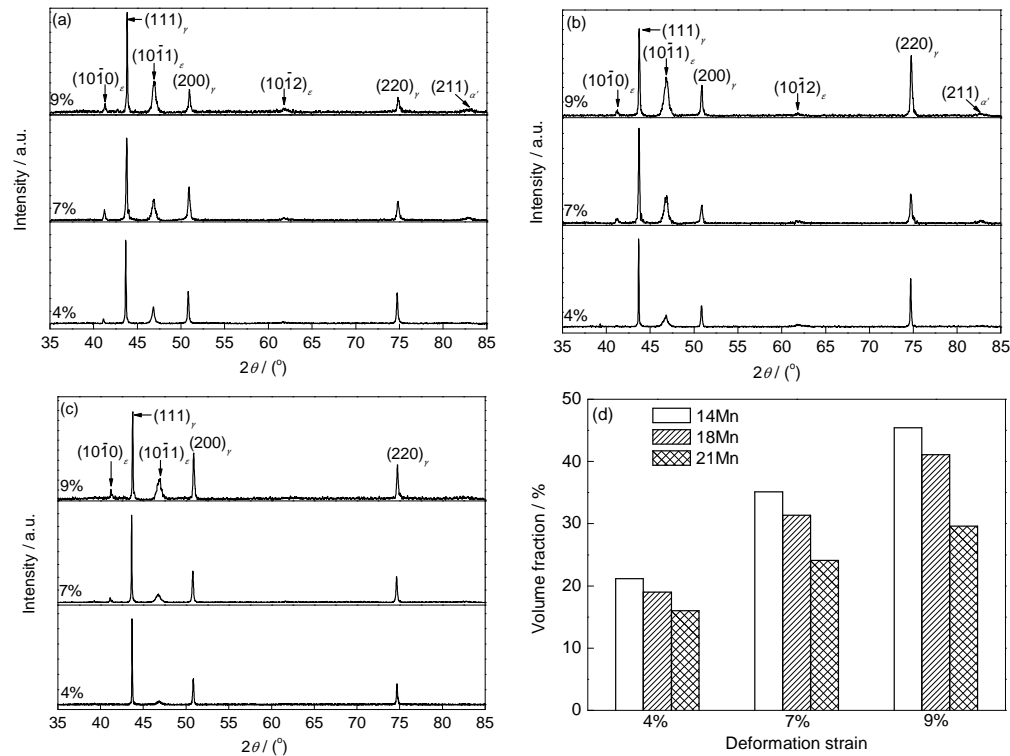 (a)
(111)γ
(101̄1)ε
(101̄0)ε
(200)γ
(101̄2)ε
(220)γ
(211)α′
9%
7%
4%
Intensity / a.u.
35 40 45 50 55 60 65 70 75 80 85
2θ / (°)
(b)
(111)γ
(101̄1)ε
(101̄0)ε
(200)γ
(101̄2)ε
(220)γ
(211)α′
9%
7%
4%
Intensity / a.u.
35 40 45 50 55 60 65 70 75 80 85
2θ / (°)
(c)
(111)γ
(101̄0)ε
(101̄1)ε
(200)γ
(220)γ
9%
7%
4%
Intensity / a.u.
35 40 45 50 55 60 65 70 75 80 85
2θ / (°)
(d)
14Mn
18Mn
21Mn
50
40
30
20
10
0
Volume fraction / %
4% 7% 9%
Deformation strain